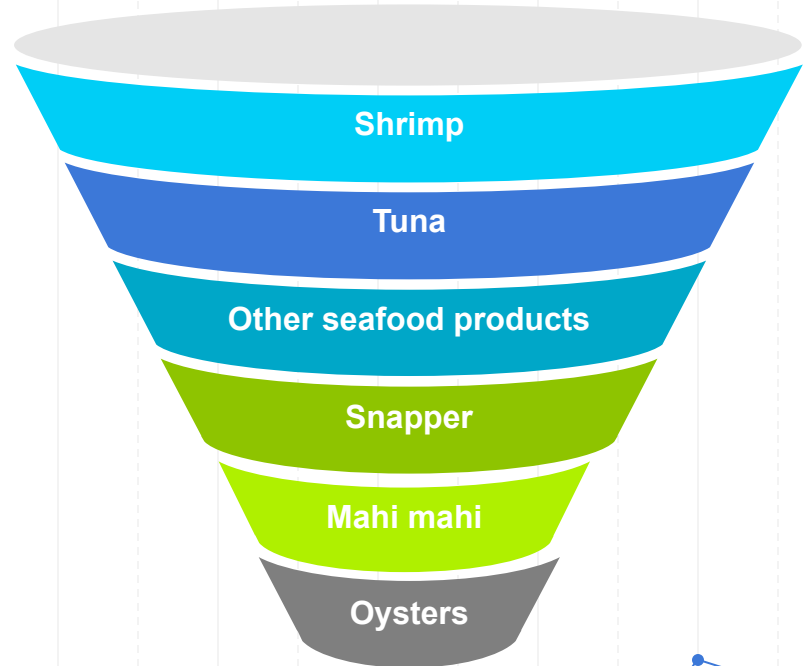 Shrimp
Tuna
Other seafood products
Snapper
Mahi mahi
Oysters